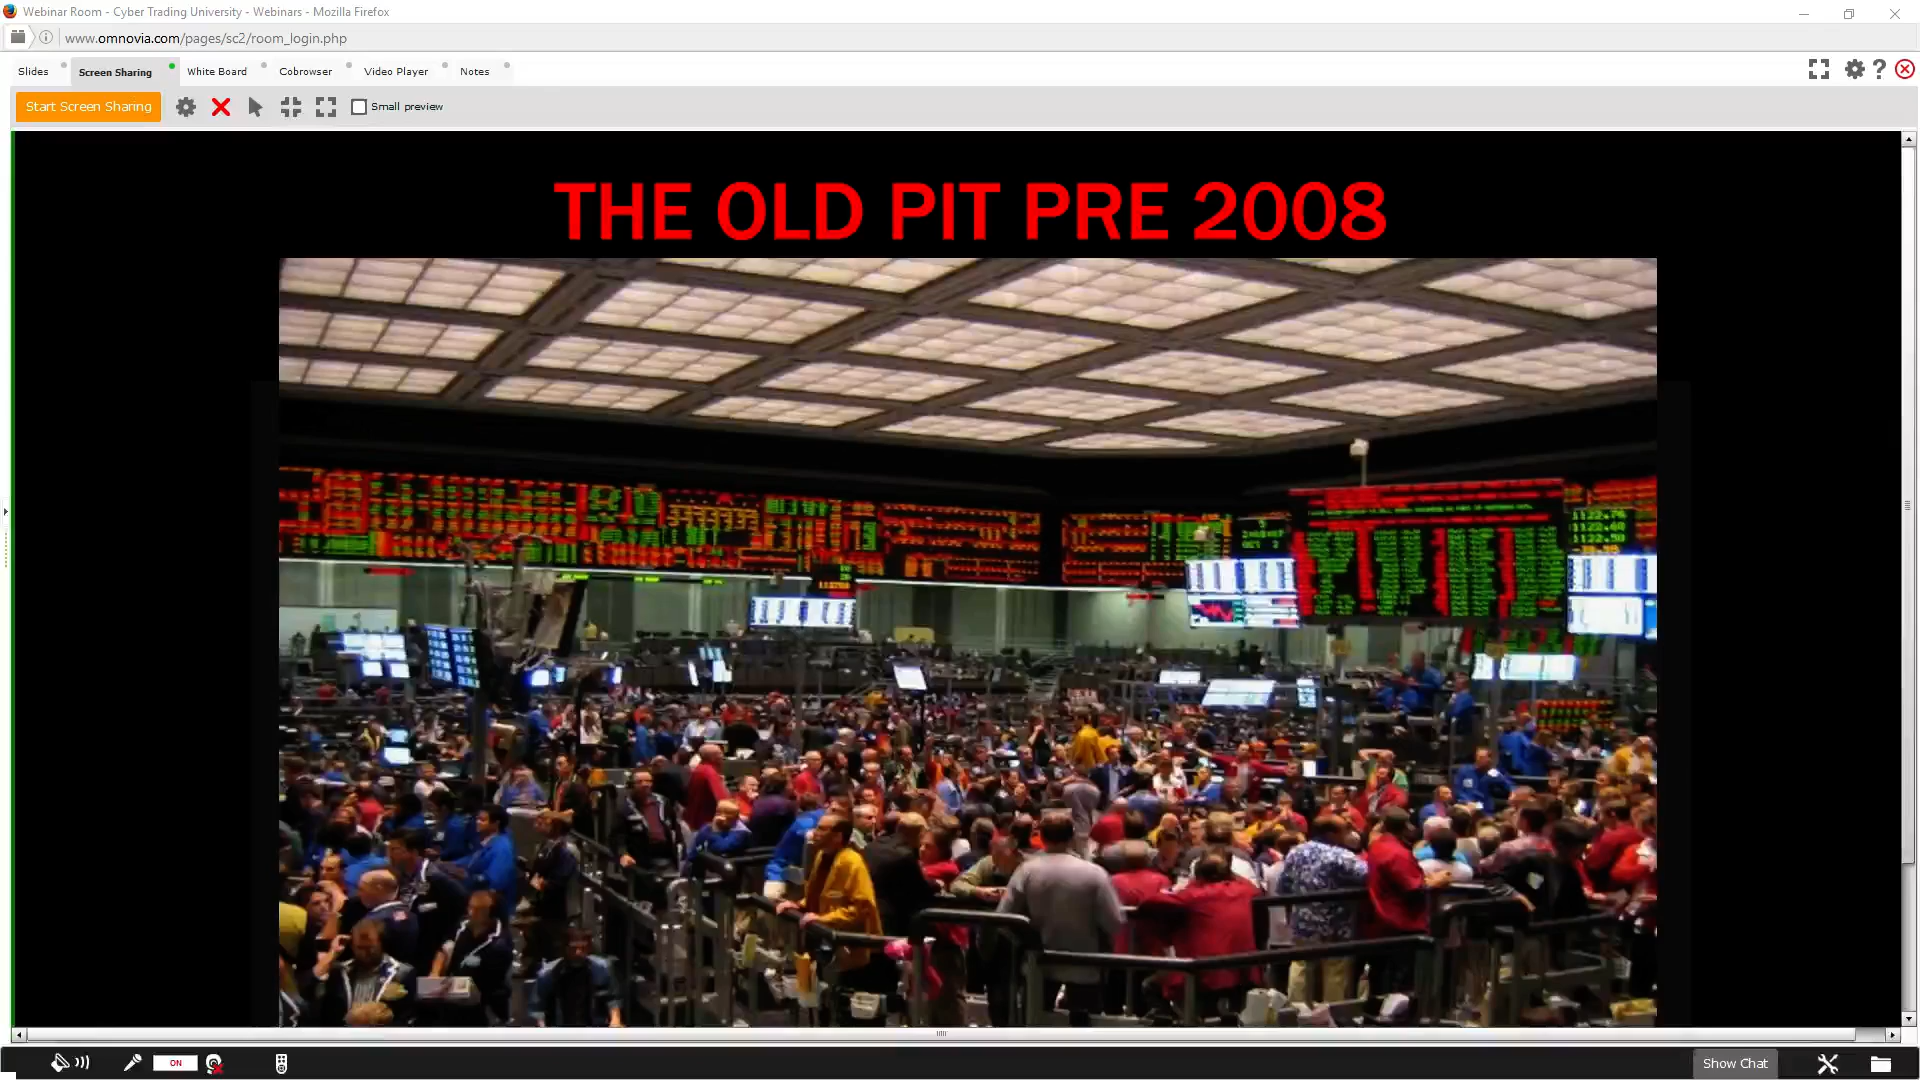 Webinar Room - Cyber Trading University - Webinars - Mozilla Firefox
www.omnovia.com/pages/sc2/room_login.php
Slides
Screen Sharing
White Board
Cobrowser
Video Player
Notes
Start Screen Sharing
Small preview
THE OLD PIT PRE 2008
ON
Show Chat